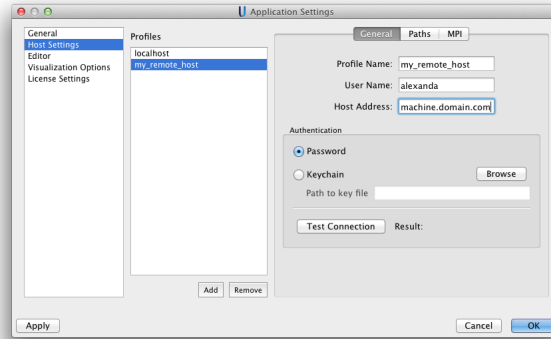 Application Settings
General
Host Settings
Editor
Visualization Options
License Settings
Profiles
localhost
my_remote_host
Add
Remove
General
Paths
MPI
Profile Name: my_remote_host
User Name: alexanda
Host Address: machine.domain.com
Authentication
Password
Keychain
Browse
Path to key file
Test Connection
Result:
Apply
Cancel
OK